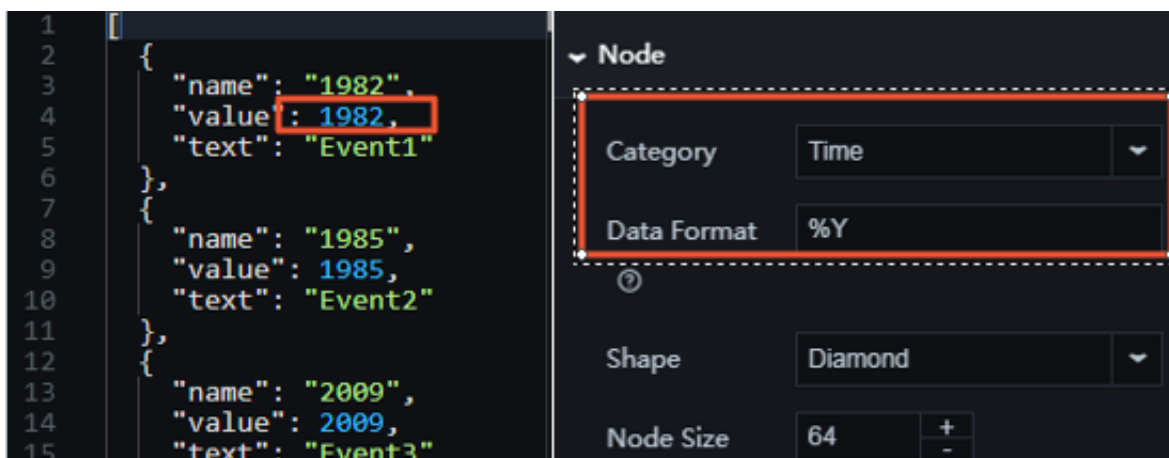 1 [
2 {
3 "name": "1982",
4 "value": 1982,
5 "text": "Event1"
6 },
7 {
8 "name": "1985",
9 "value": 1985,
10 "text": "Event2"
11 },
12 {
13 "name": "2009",
14 "value": 2009,
15 "text": "Event3"
Node
Category Time
Data Format %Y
?
Shape Diamond
Node Size 64 + -